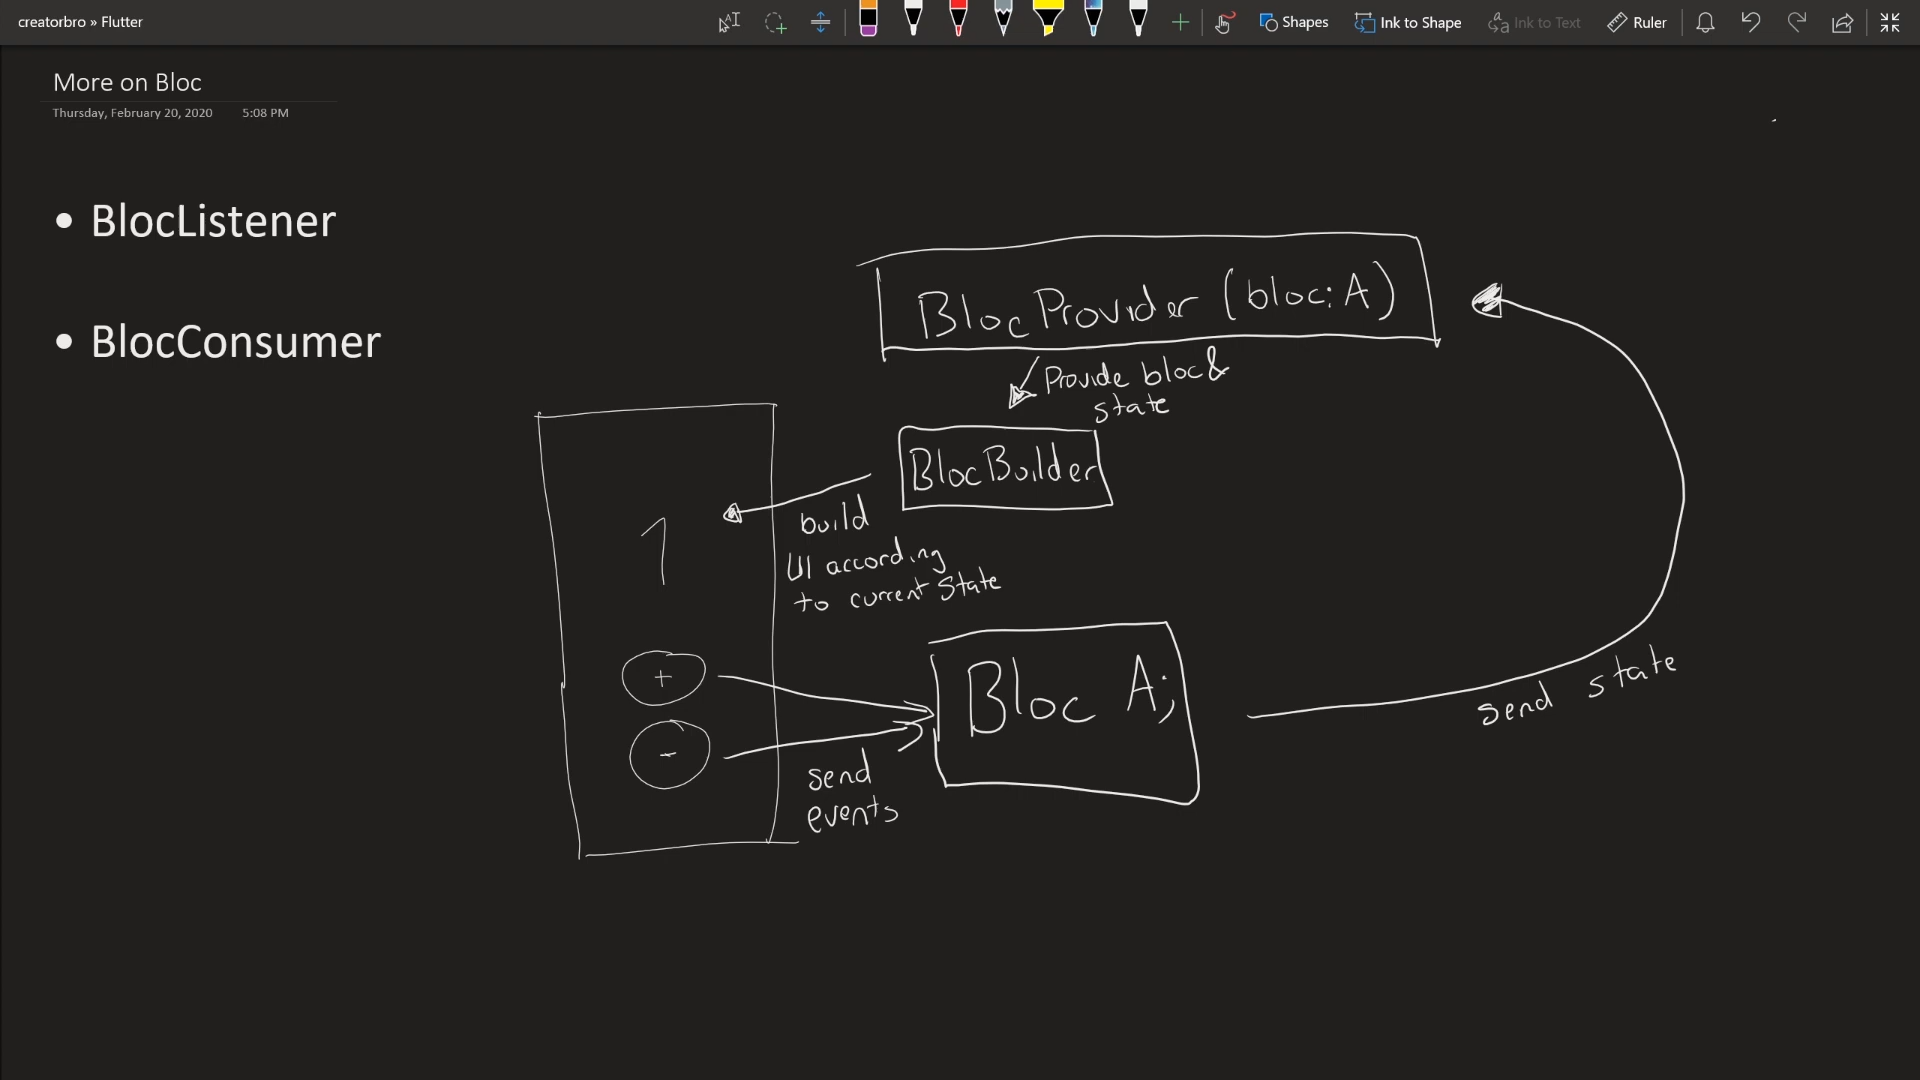 creatorbro » Flutter
Shapes
Ink to Shape
Ink to Text
Ruler
More on Bloc
Thursday, February 20, 2020 5:08 PM
• BlocListener
• BlocConsumer
BlocProvider (bloc: A)
Provide bloc &
state
BlocBuilder
build
UI according
to current State
1
+
-
Bloc A;
send
events
send state